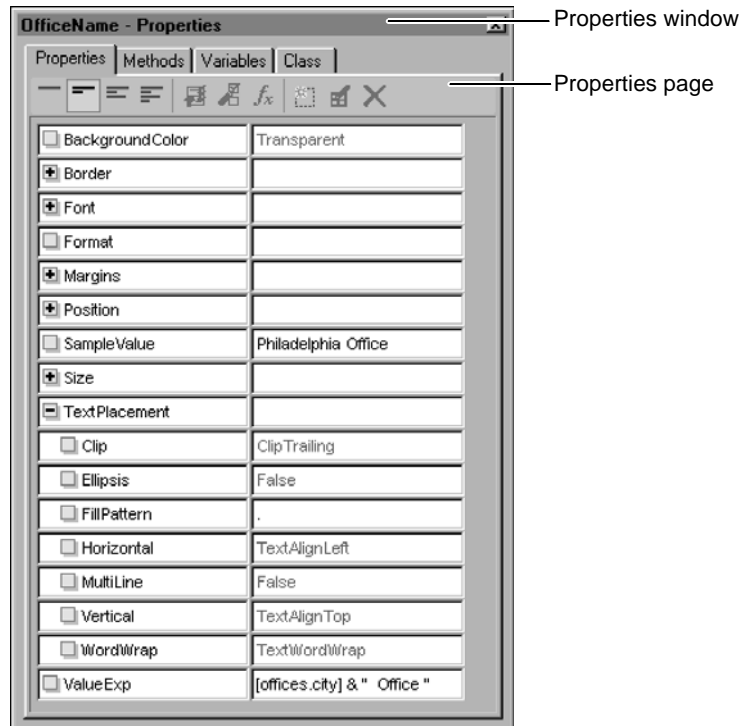 OfficeName - Properties
Properties window
Properties Methods Variables Class
Properties page
fx
BackgroundColor Transparent
Border
Font
Format
Margins
Position
SampleValue Philadelphia Office
Size
TextPlacement
Clip ClipTrailing
Ellipsis False
FillPattern .
Horizontal TextAlignLeft
MultiLine False
Vertical TextAlignTop
WordWrap TextWordWrap
ValueExp [offices.city] & "  Office "